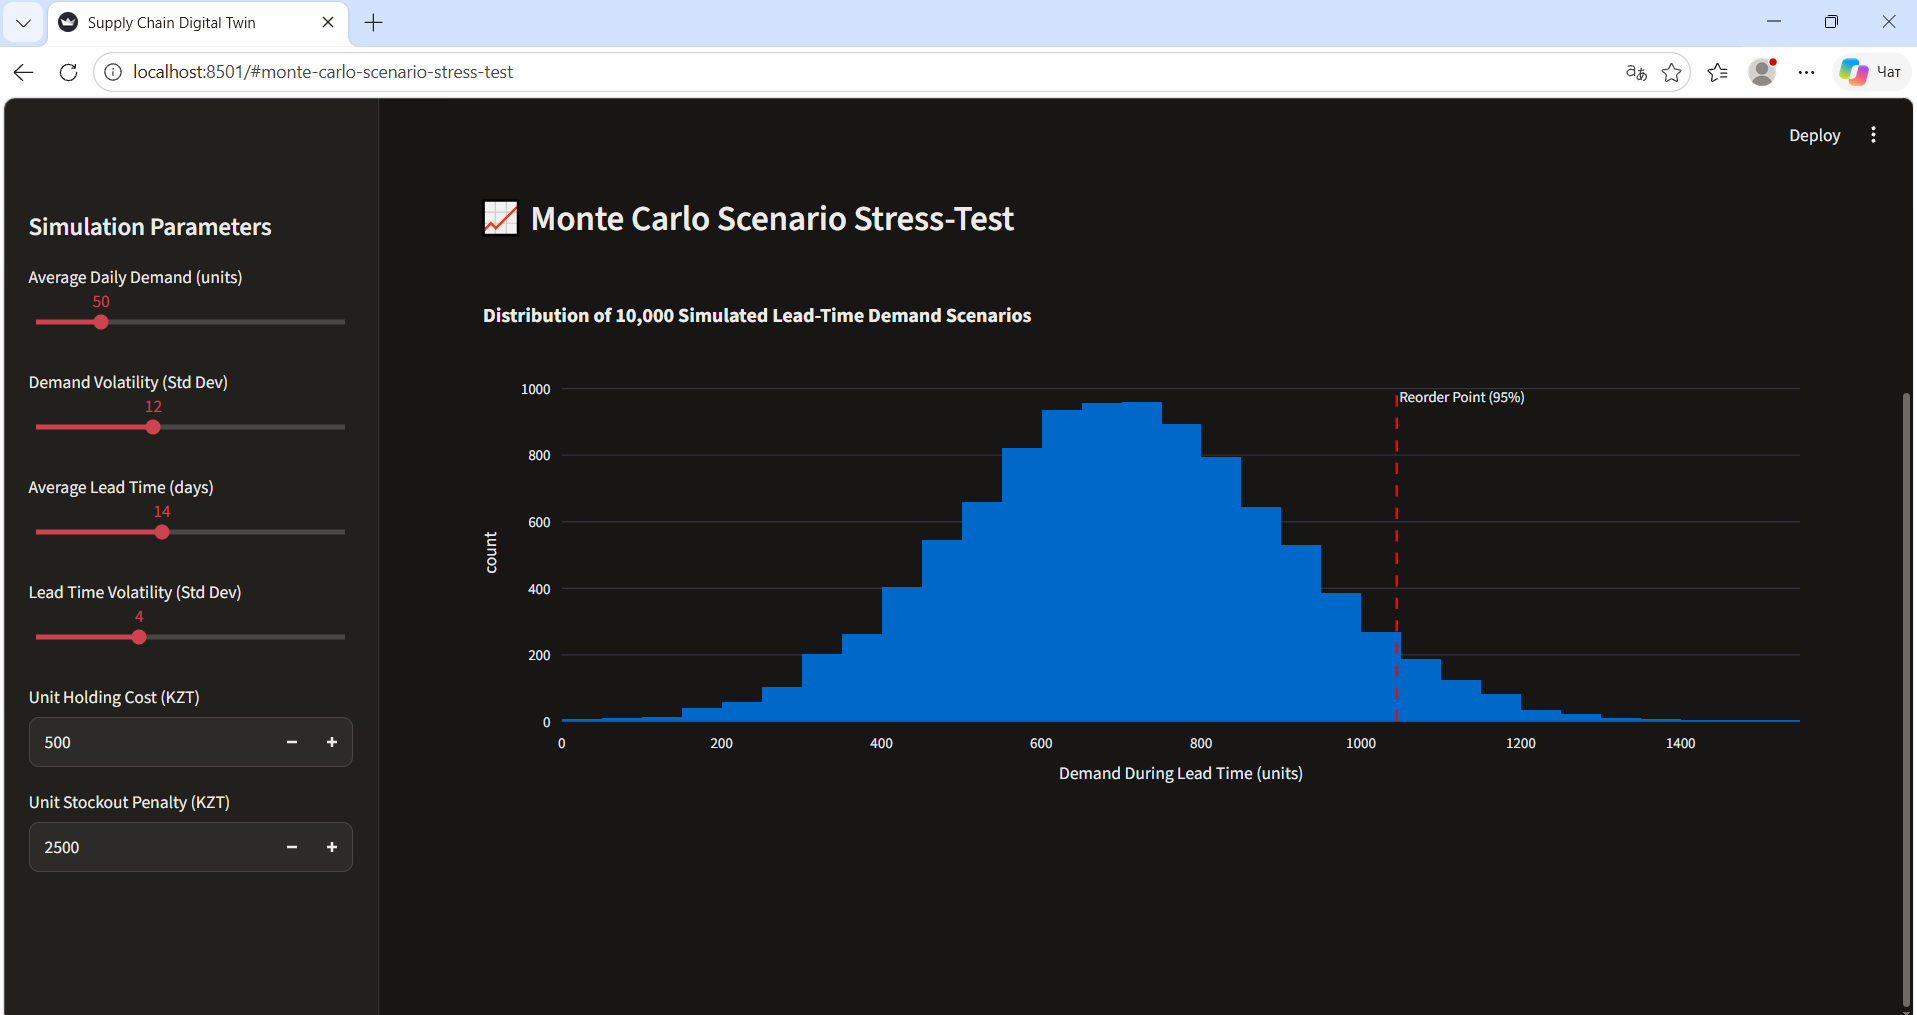 Supply Chain Digital Twin
localhost:8501/#monte-carlo-scenario-stress-test
Чат
Deploy
Simulation Parameters
Average Daily Demand (units)
50
Demand Volatility (Std Dev)
12
Average Lead Time (days)
14
Lead Time Volatility (Std Dev)
4
Unit Holding Cost (KZT)
500
Unit Stockout Penalty (KZT)
2500
Monte Carlo Scenario Stress-Test
Distribution of 10,000 Simulated Lead-Time Demand Scenarios
Reorder Point (95%)
1000
800
600
400
200
0
count
0 200 400 600 800 1000 1200 1400
Demand During Lead Time (units)